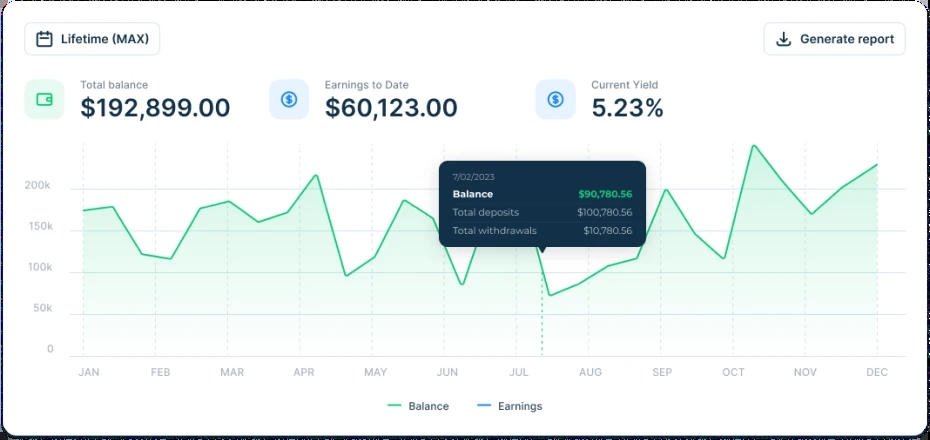 Lifetime (MAX)
Generate report
Total balance
$192,899.00
Earnings to Date
$60,123.00
Current Yield
5.23%
200k
150k
100k
50k
0
7/02/2023
Balance $90,780.56
Total deposits $100,780.56
Total withdrawals $10,780.56
JAN FEB MAR APR MAY JUN JUL AUG SEP OCT NOV DEC
Balance Earnings